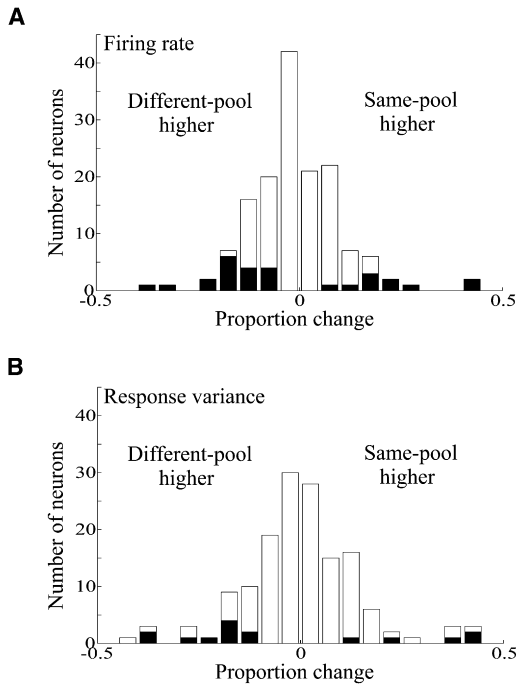 A
Firing rate
Different-pool
higher
Same-pool
higher
Number of neurons
40
30
20
10
0
-0.5
0
0.5
Proportion change
B
Response variance
Different-pool
higher
Same-pool
higher
Number of neurons
40
30
20
10
0
-0.5
0
0.5
Proportion change